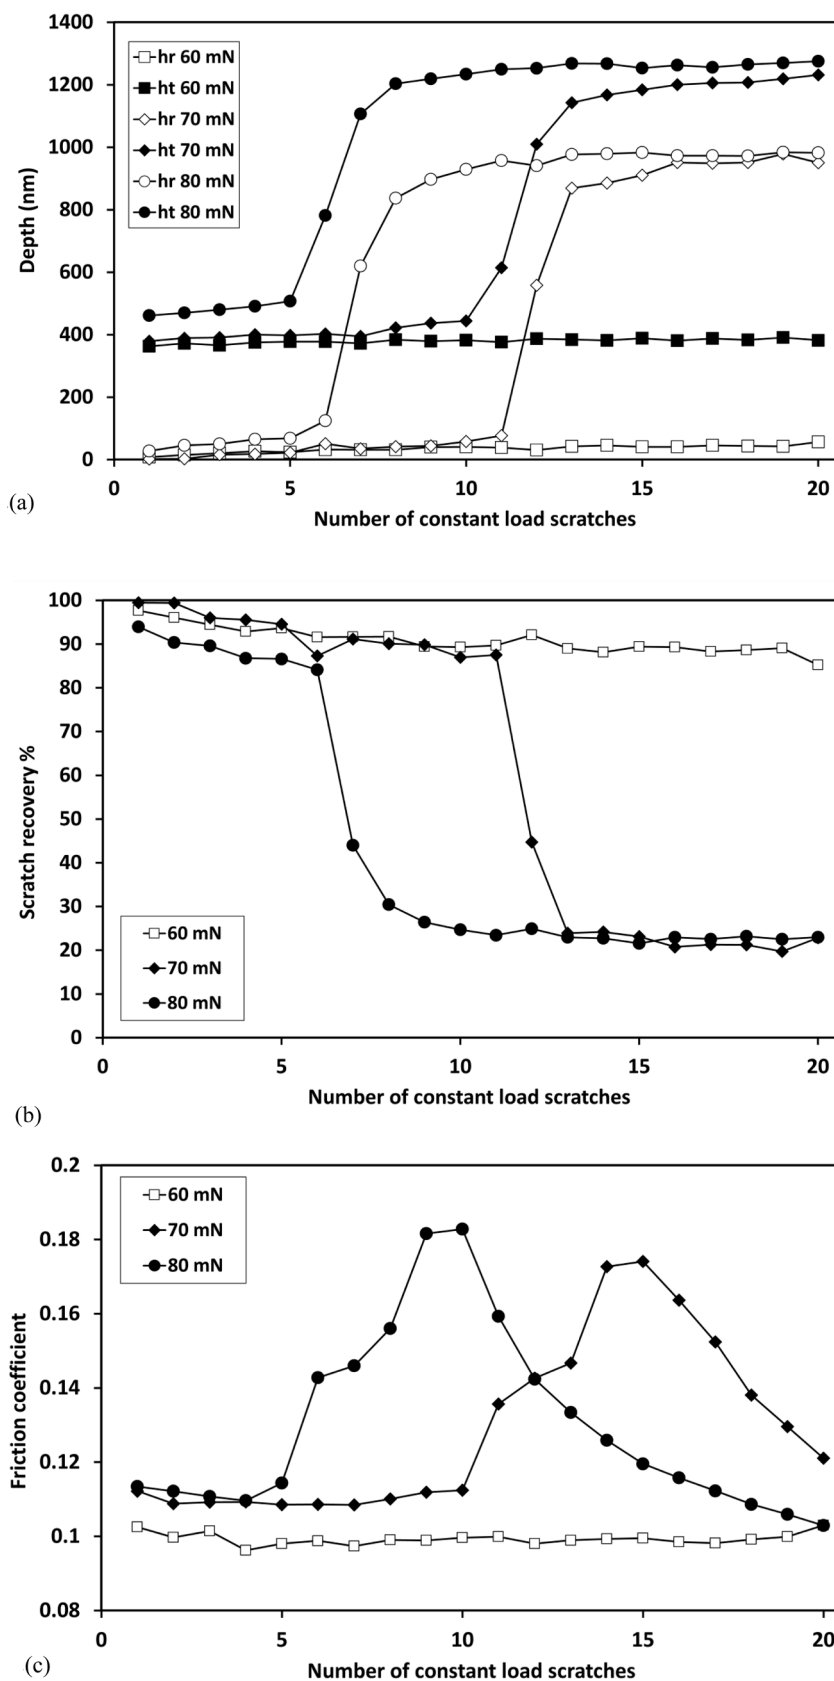 1400
1200
1000
800
600
400
200
0
Depth (nm)
hr 60 mN
ht 60 mN
hr 70 mN
ht 70 mN
hr 80 mN
ht 80 mN
0 5 10 15 20
Number of constant load scratches
(a)
100
90
80
70
60
50
40
30
20
10
0
Scratch recovery %
60 mN
70 mN
80 mN
0 5 10 15 20
Number of constant load scratches
(b)
0.2
0.18
0.16
0.14
0.12
0.1
0.08
Friction coefficient
60 mN
70 mN
80 mN
0 5 10 15 20
Number of constant load scratches
(c)